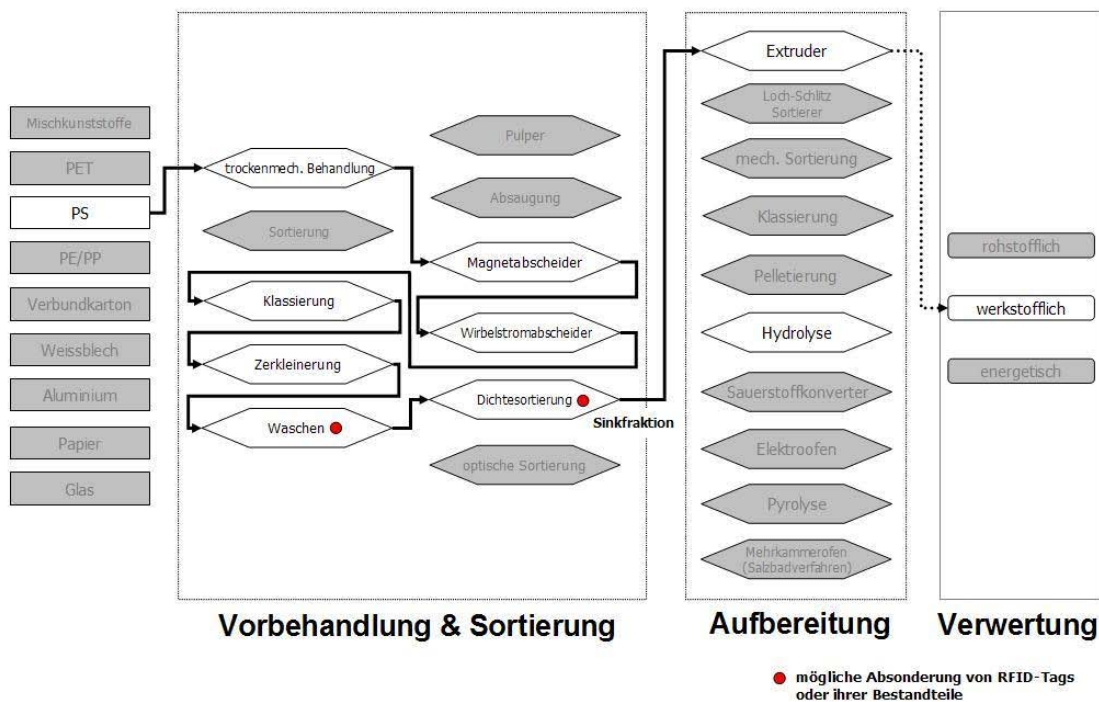 Mischkunststoffe
PET
PS
PE/PP
Verbundkarton
Weissblech
Aluminium
Papier
Glas
trockenmech. Behandlung
Sortierung
Klassierung
Zerkleinerung
Waschen
Pulper
Absaugung
Magnetabscheider
Wirbelstromabscheider
Dichtesortierung
Sinkfraktion
optische Sortierung
Vorbehandlung & Sortierung
Extruder
Loch-Schlitz
Sortierer
mech. Sortierung
Klassierung
Pelletierung
Hydrolyse
Sauerstoffkonverter
Elektroofen
Pyrolyse
Mehrkammerofen
(Salzbadverfahren)
Aufbereitung
rohstofflich
werkstofflich
energetisch
Verwertung
mögliche Absonderung von RFID-Tags
oder ihrer Bestandteile